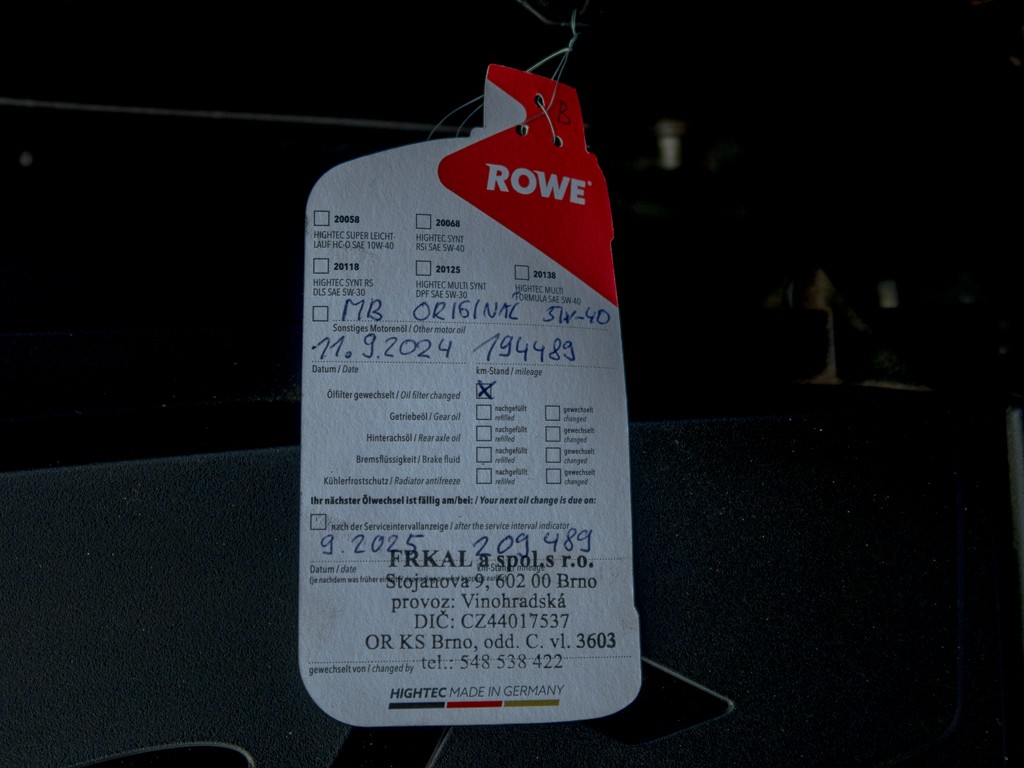 B
ROWE
20058 20068
HIGHTEC SUPER LEICHT- HIGHTEC SYNT
LAUF HC-O SAE 10W-40 RSi SAE 5W-40
20118 20125 20138
HIGHTEC SYNT RS HIGHTEC MULTI SYNT HIGHTEC MULTI
DLS SAE 5W-30 DPF SAE 5W-30 FORMULA SAE 5W-40
MB ORIGINAL 5W-40
Sonstiges Motorenöl / Other motor oil
11.9.2024 194489
Datum / Date km-Stand / mileage
Ölfilter gewechselt / Oil filter changed
Getriebeöl / Gear oil nachgefüllt gewechselt
refilled changed
Hinterachsöl / Rear axle oil nachgefüllt gewechselt
refilled changed
Bremsflüssigkeit / Brake fluid nachgefüllt gewechselt
refilled changed
Kühlerfrostschutz / Radiator antifreeze nachgefüllt gewechselt
refilled changed
Ihr nächster Ölwechsel ist fällig am/bei: / Your next oil change is due on:
nach der Serviceintervallanzeige / after the service interval indicator
9.2025 209489
FRKAL a spol.s r.o.
Datum / date km-Stand / mileage
(je nachdem was früher
Stojanova 9, 602 00 Brno
provoz: Vinohradská
DIČ: CZ44017537
OR KS Brno, odd. C. vl. 3603
tel.: 548 538 422
gewechselt von / changed by
HIGHTEC MADE IN GERMANY